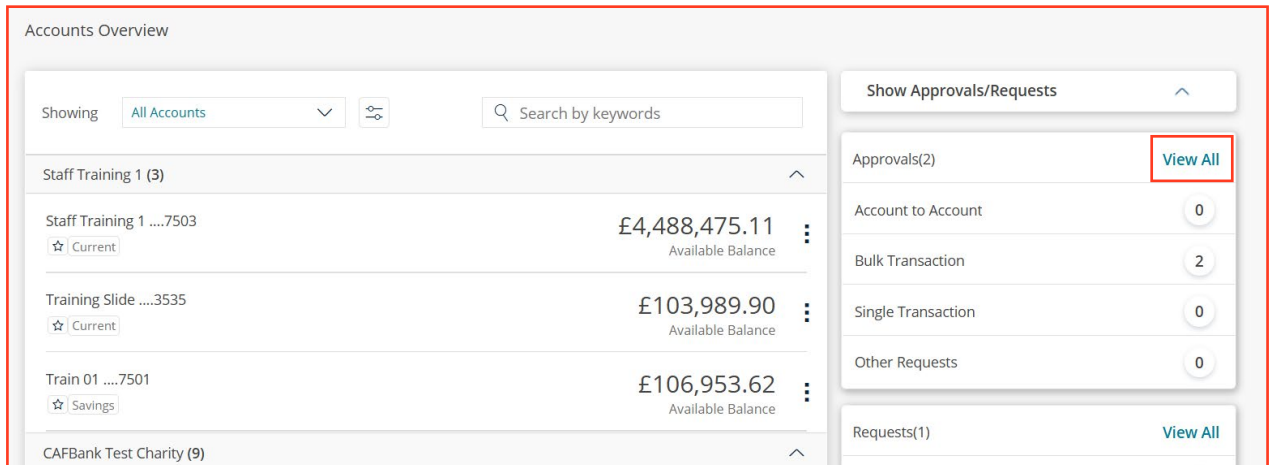 Accounts Overview
Showing All Accounts Search by keywords
Staff Training 1 (3)
Staff Training 1 ....7503
Current
£4,488,475.11
Available Balance
Training Slide ....3535
Current
£103,989.90
Available Balance
Train 01 ....7501
Savings
£106,953.62
Available Balance
CAFBank Test Charity (9)
Show Approvals/Requests
Approvals(2) View All
Account to Account 0
Bulk Transaction 2
Single Transaction 0
Other Requests 0
Requests(1) View All